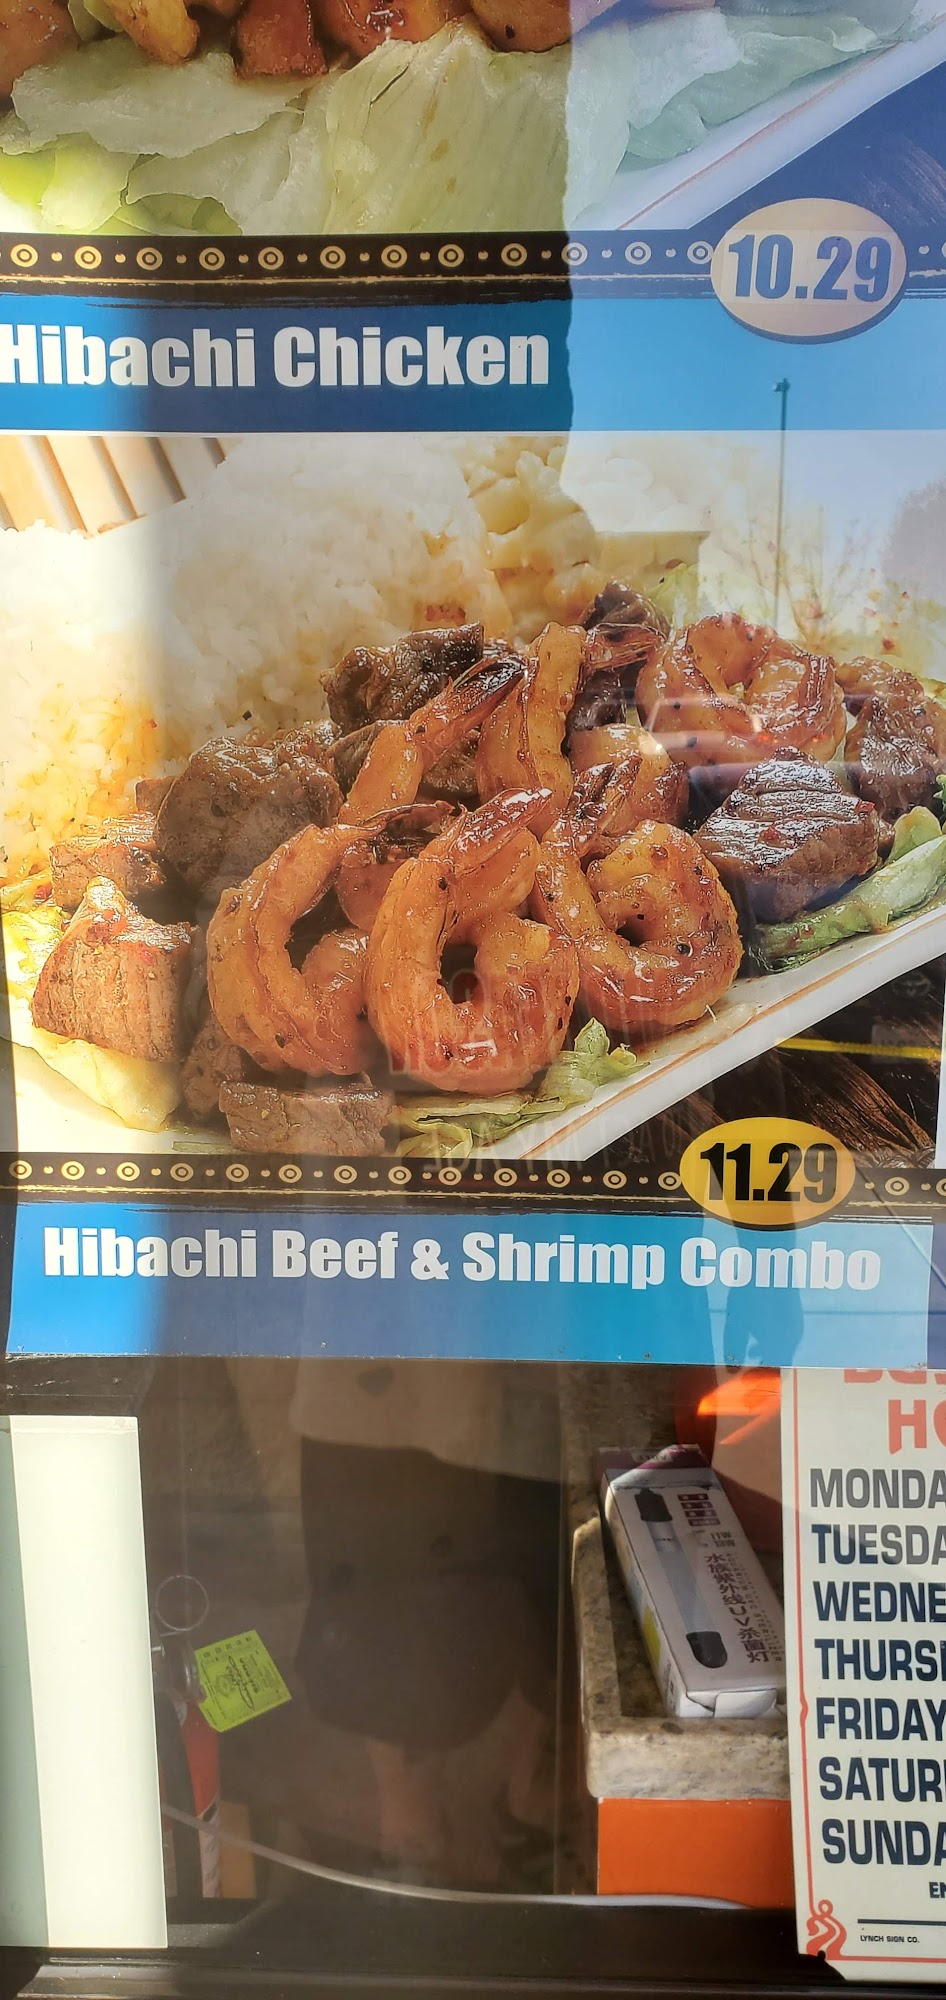 10.29
Hibachi Chicken
11.29
Hibachi Beef & Shrimp Combo
HO
MONDA
TUESDA
WEDNE
THURS
FRIDAY
SATUR
SUNDA
EN
LYNCH SIGN CO.
水族紫外线UV杀菌灯